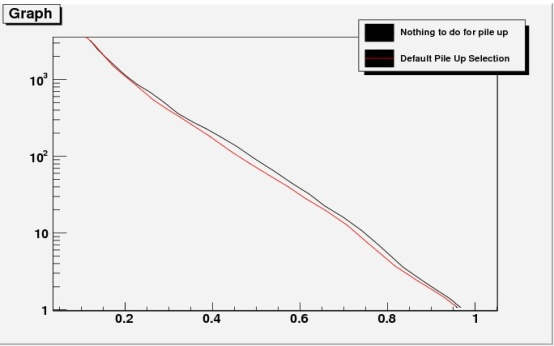 Graph
Nothing to do for pile up
Default Pile Up Selection
10³
10²
10
1
0.2 0.4 0.6 0.8 1